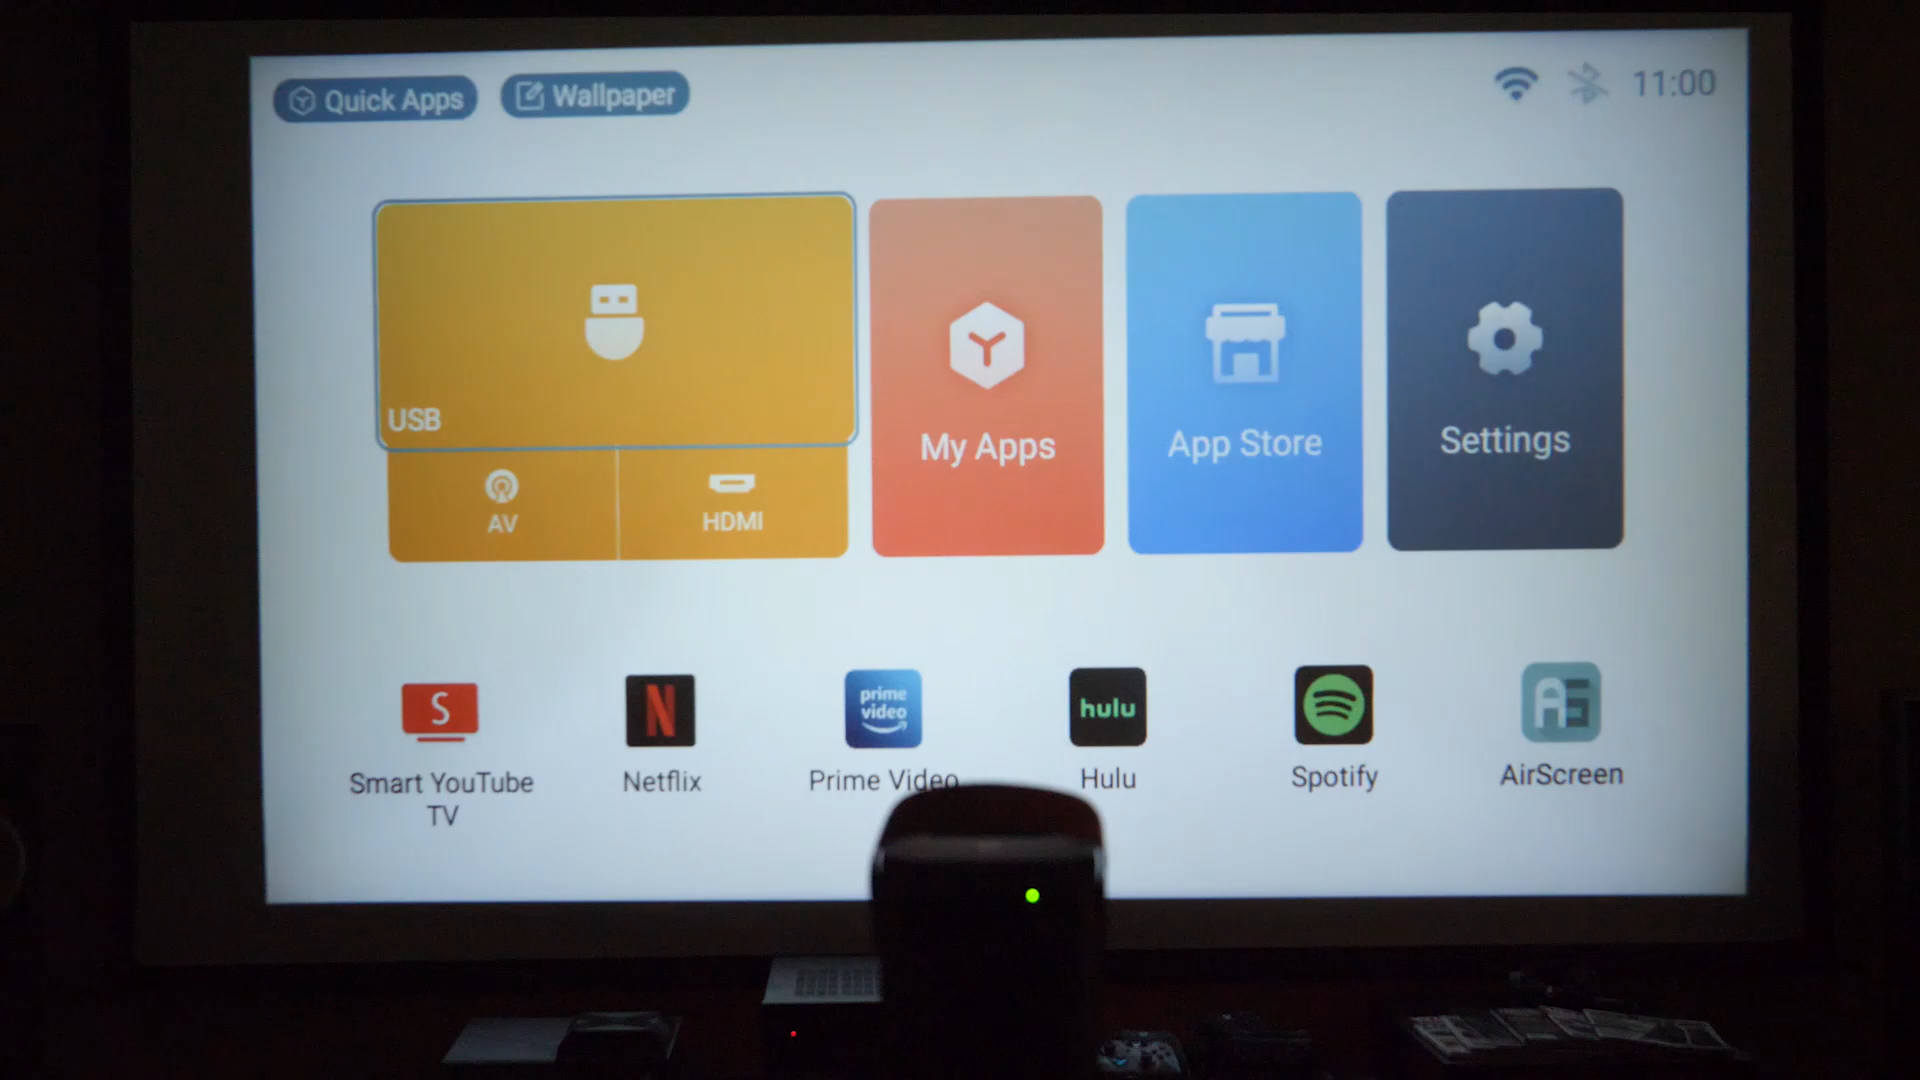 Quick Apps
Wallpaper
11:00
USB
AV
HDMI
My Apps
App Store
Settings
S
N
prime
video
hulu
AS
Smart YouTube
TV
Netflix
Prime Video
Hulu
Spotify
AirScreen